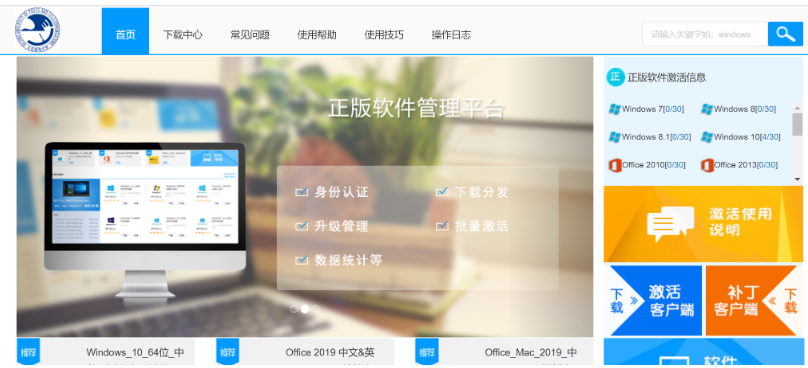 首页 下载中心 常见问题 使用帮助 使用技巧 操作日志
请输入关键字如：windows
正版软件管理平台
身份认证 下载分发
升级管理 批量激活
数据统计等
正 正版软件激活信息
Windows 7[0/30] Windows 8[0/30]
Windows 8.1[0/30] Windows 10[4/30]
Office 2010[0/30] Office 2013[0/30]
激活使用
说明
下载 激活
客户端
补丁
客户端 下载
软件
推荐 Windows_10_64位_中
推荐 Office 2019 中文&英
推荐 Office_Mac_2019_中